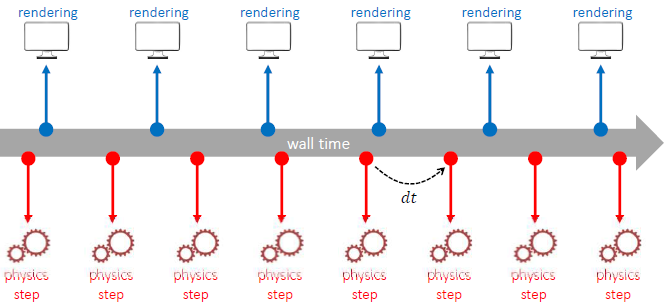 rendering rendering rendering rendering rendering rendering
wall time
dt
physics physics physics physics physics physics physics physics
step step step step step step step step